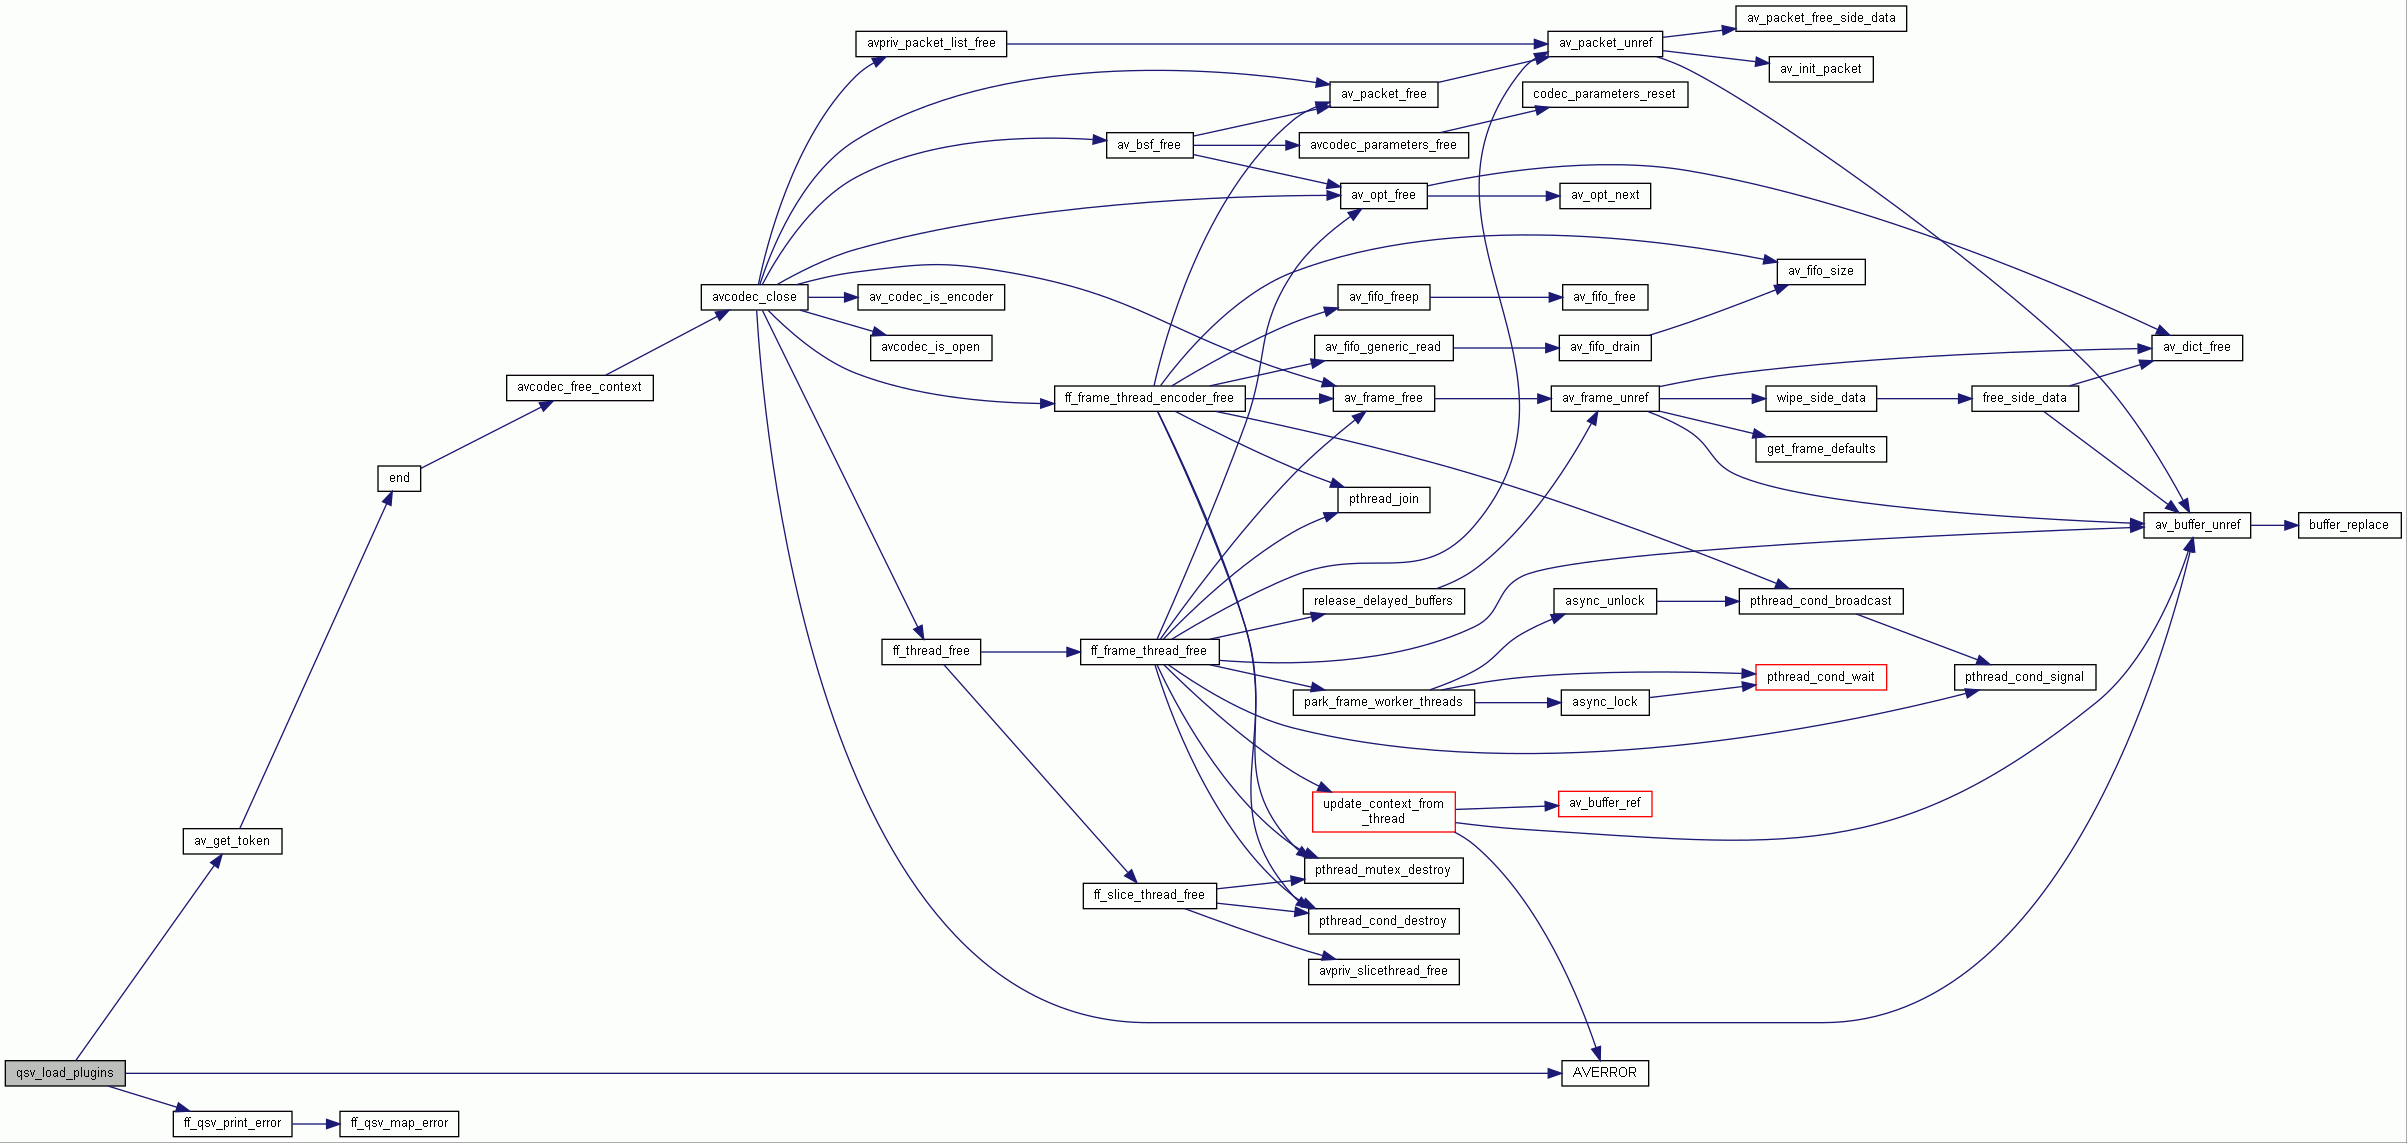 av_packet_free_side_data
avpriv_packet_list_free
av_packet_unref
av_init_packet
av_packet_free
codec_parameters_reset
av_bsf_free
avcodec_parameters_free
av_opt_free
av_opt_next
av_fifo_size
avcodec_close
av_codec_is_encoder
av_fifo_freep
av_fifo_free
avcodec_is_open
av_fifo_generic_read
av_fifo_drain
av_dict_free
avcodec_free_context
ff_frame_thread_encoder_free
av_frame_free
av_frame_unref
wipe_side_data
free_side_data
get_frame_defaults
end
pthread_join
av_buffer_unref
buffer_replace
release_delayed_buffers
async_unlock
pthread_cond_broadcast
ff_thread_free
ff_frame_thread_free
pthread_cond_wait
pthread_cond_signal
park_frame_worker_threads
async_lock
update_context_from
_thread
av_buffer_ref
av_get_token
pthread_mutex_destroy
ff_slice_thread_free
pthread_cond_destroy
avpriv_slicethread_free
qsv_load_plugins
AVERROR
ff_qsv_print_error
ff_qsv_map_error